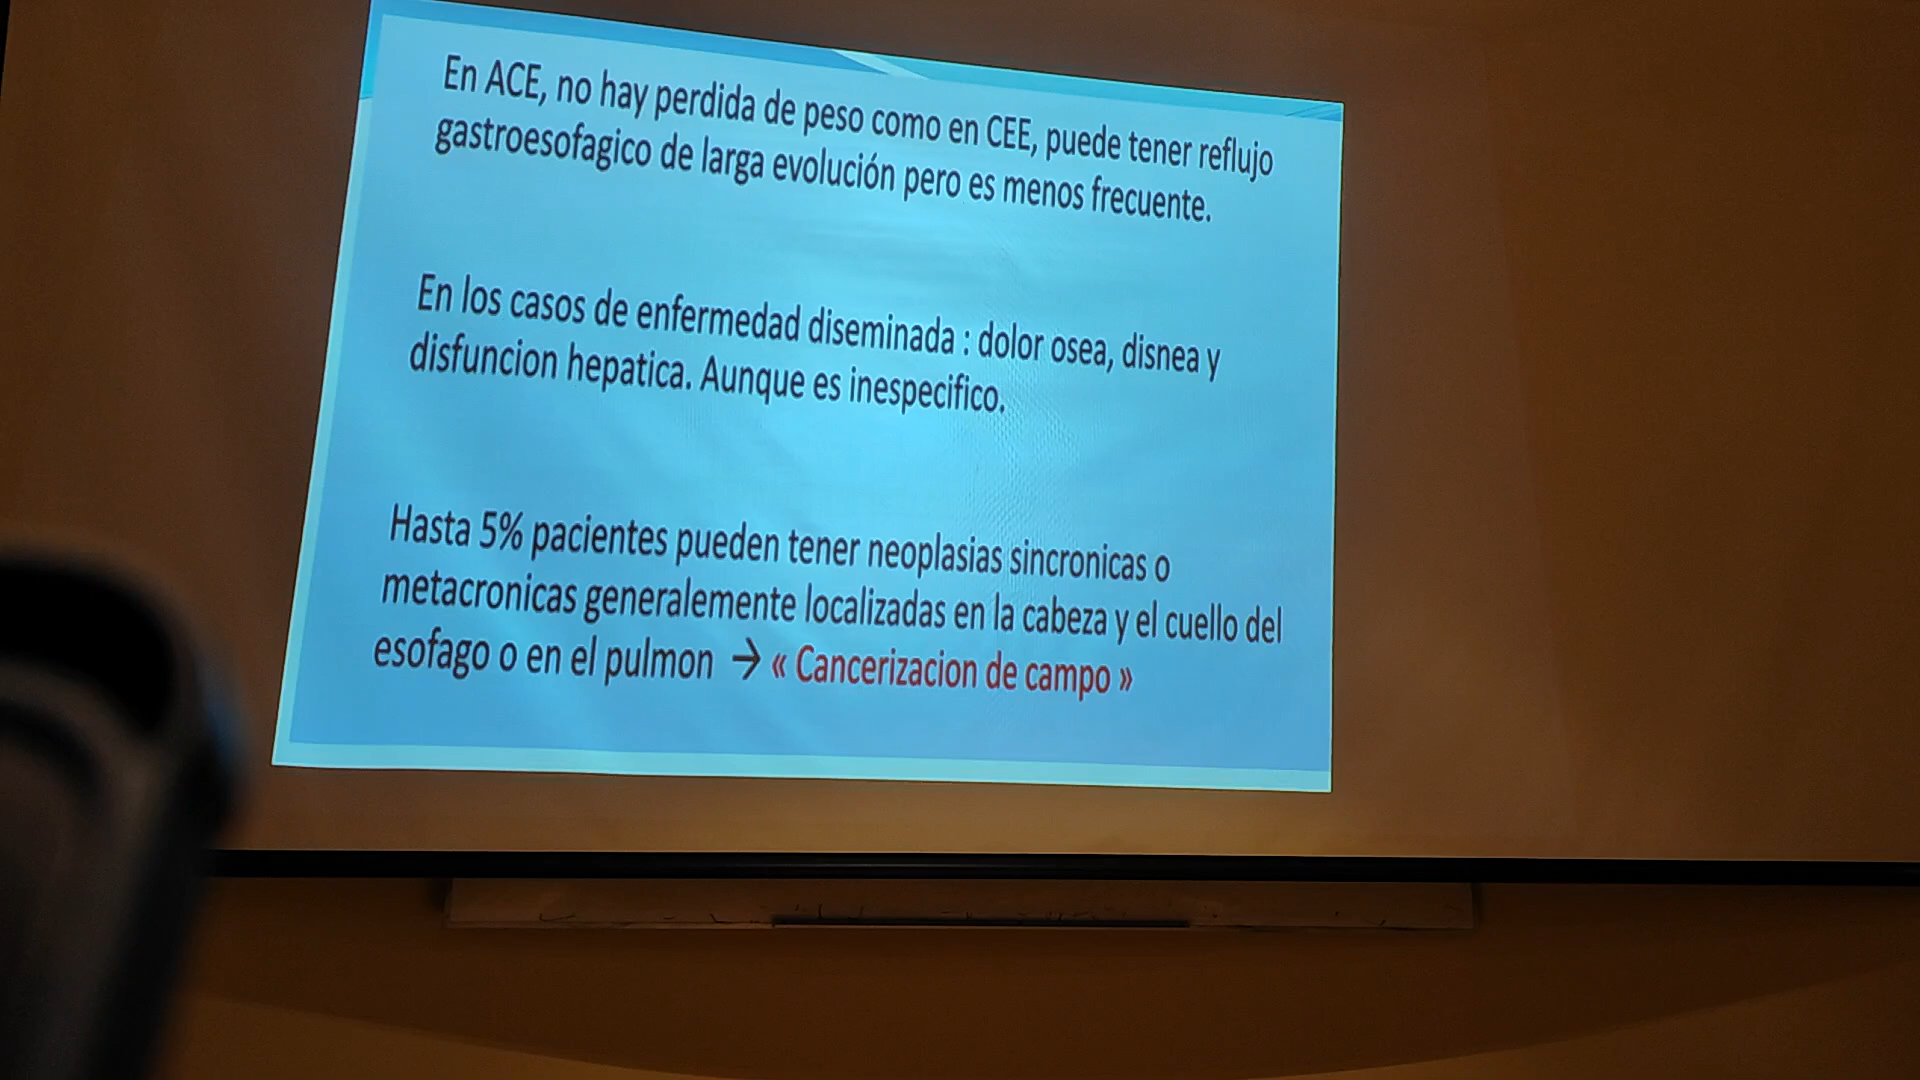 En ACE, no hay perdida de peso como en CEE, puede tener reflujo
gastroesofagico de larga evolución pero es menos frecuente.
En los casos de enfermedad diseminada : dolor osea, disnea y
disfuncion hepatica. Aunque es inespecifico.
Hasta 5% pacientes pueden tener neoplasias sincronicas o
metacronicas generalemente localizadas en la cabeza y el cuello del
esofago o en el pulmon → « Cancerizacion de campo »